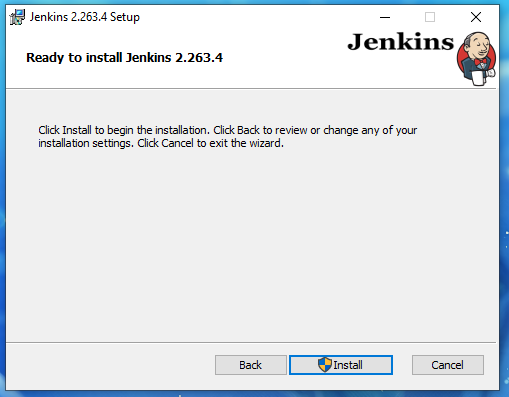 Jenkins 2.263.4 Setup
Jenkins
Ready to install Jenkins 2.263.4
Click Install to begin the installation. Click Back to review or change any of your
installation settings. Click Cancel to exit the wizard.
Back
Install
Cancel